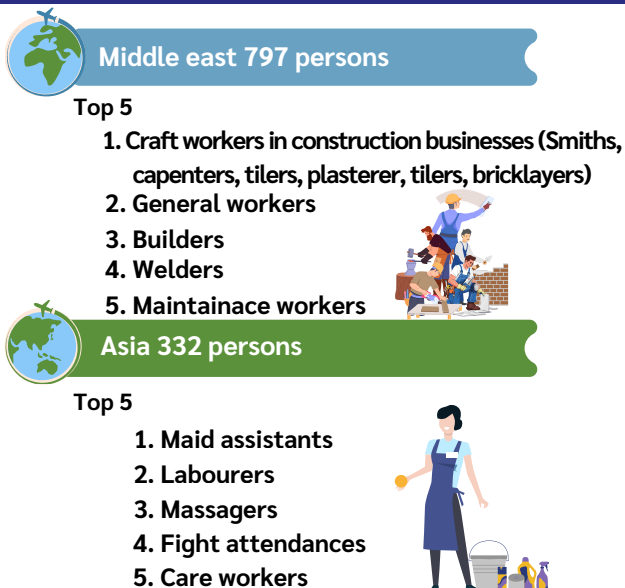 Middle east 797 persons
Top 5
1. Craft workers in construction businesses (Smiths,
capenters, tilers, plasterer, tilers, bricklayers)
2. General workers
3. Builders
4. Welders
5. Maintainace workers
Asia 332 persons
Top 5
1. Maid assistants
2. Labourers
3. Massagers
4. Fight attendances
5. Care workers